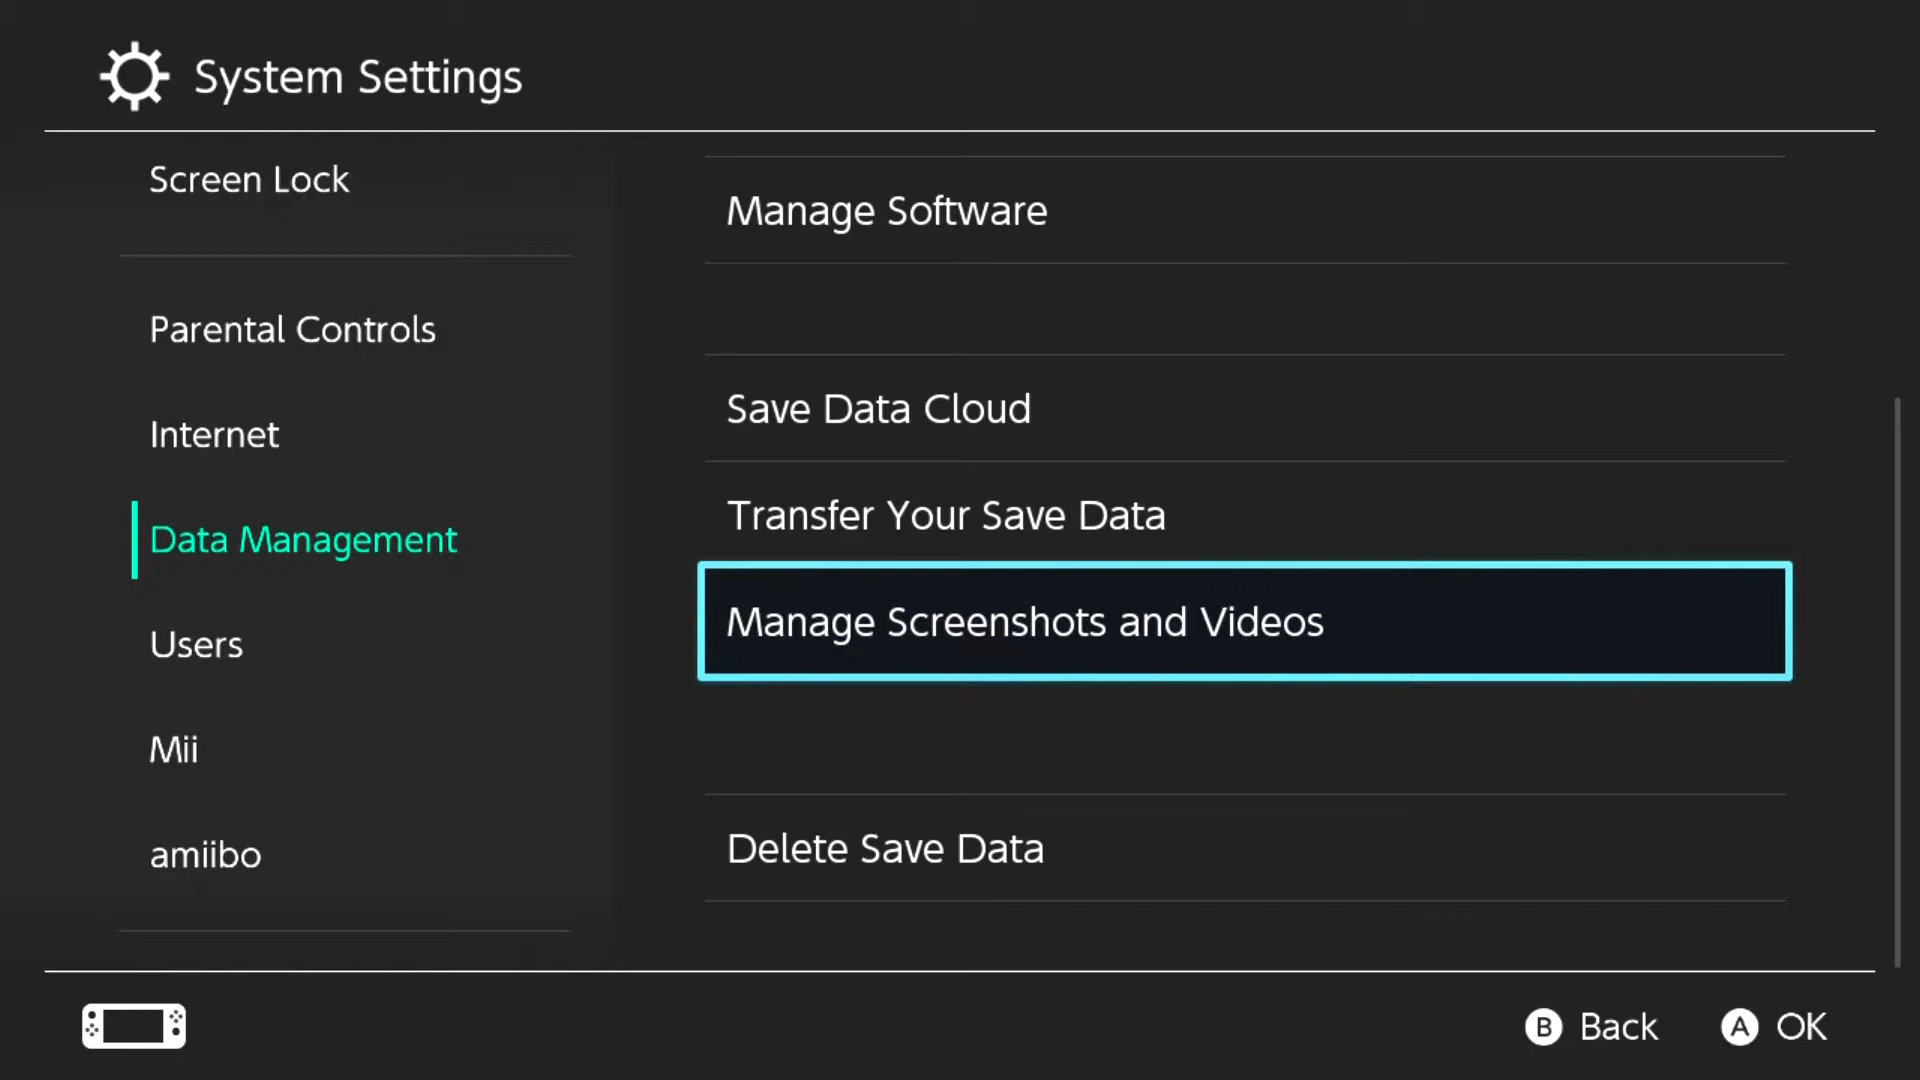 System Settings
Screen Lock
Parental Controls
Internet
Data Management
Users
Mii
amiibo
Manage Software
Save Data Cloud
Transfer Your Save Data
Manage Screenshots and Videos
Delete Save Data
B Back
A OK